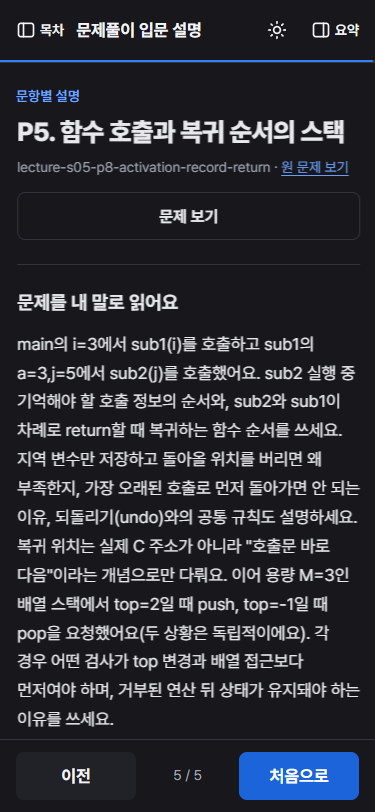 목차 문제풀이 입문 설명 요약
문항별 설명
P5. 함수 호출과 복귀 순서의 스택
lecture-s05-p8-activation-record-return · 원 문제 보기
문제 보기
문제를 내 말로 읽어요
main의 i=3에서 sub1(i)를 호출하고 sub1의
a=3,j=5에서 sub2(j)를 호출했어요. sub2 실행 중
기억해야 할 호출 정보의 순서와, sub2와 sub1이
차례로 return할 때 복귀하는 함수 순서를 쓰세요.
지역 변수만 저장하고 돌아올 위치를 버리면 왜
부족한지, 가장 오래된 호출로 먼저 돌아가면 안 되는
이유, 되돌리기(undo)와의 공통 규칙도 설명하세요.
복귀 위치는 실제 C 주소가 아니라 "호출문 바로
다음"이라는 개념으로만 다뤄요. 이어 용량 M=3인
배열 스택에서 top=2일 때 push, top=-1일 때
pop을 요청했어요(두 상황은 독립적이에요). 각
경우 어떤 검사가 top 변경과 배열 접근보다
먼저여야 하며, 거부된 연산 뒤 상태가 유지돼야 하는
이유를 쓰세요.
이전 5 / 5 처음으로